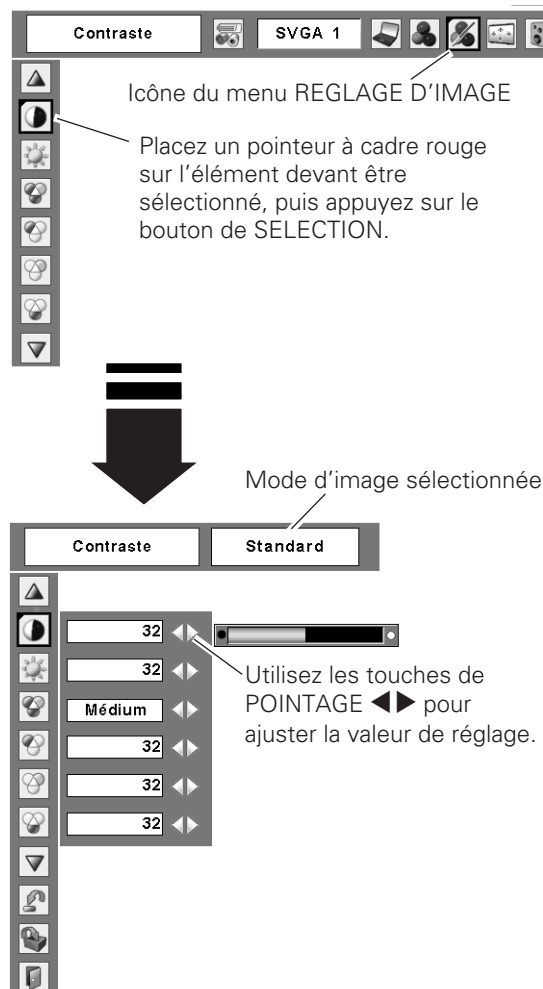 Contraste
SVGA 1
Icône du menu REGLAGE D'IMAGE
Placez un pointeur à cadre rouge
sur l'élément devant être
sélectionné, puis appuyez sur le
bouton de SELECTION.
Mode d'image sélectionnée
Contraste
Standard
32
32
Utilisez les touches de
POINTAGE ◀▶ pour
ajuster la valeur de réglage.
Médium
32
32
32